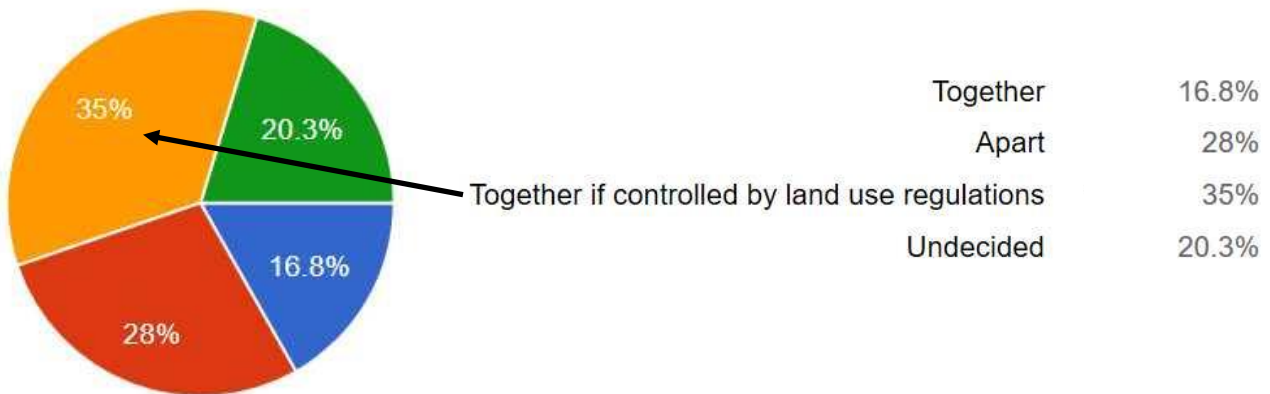 35%
20.3%
16.8%
28%
Together 16.8%
Apart 28%
Together if controlled by land use regulations 35%
Undecided 20.3%